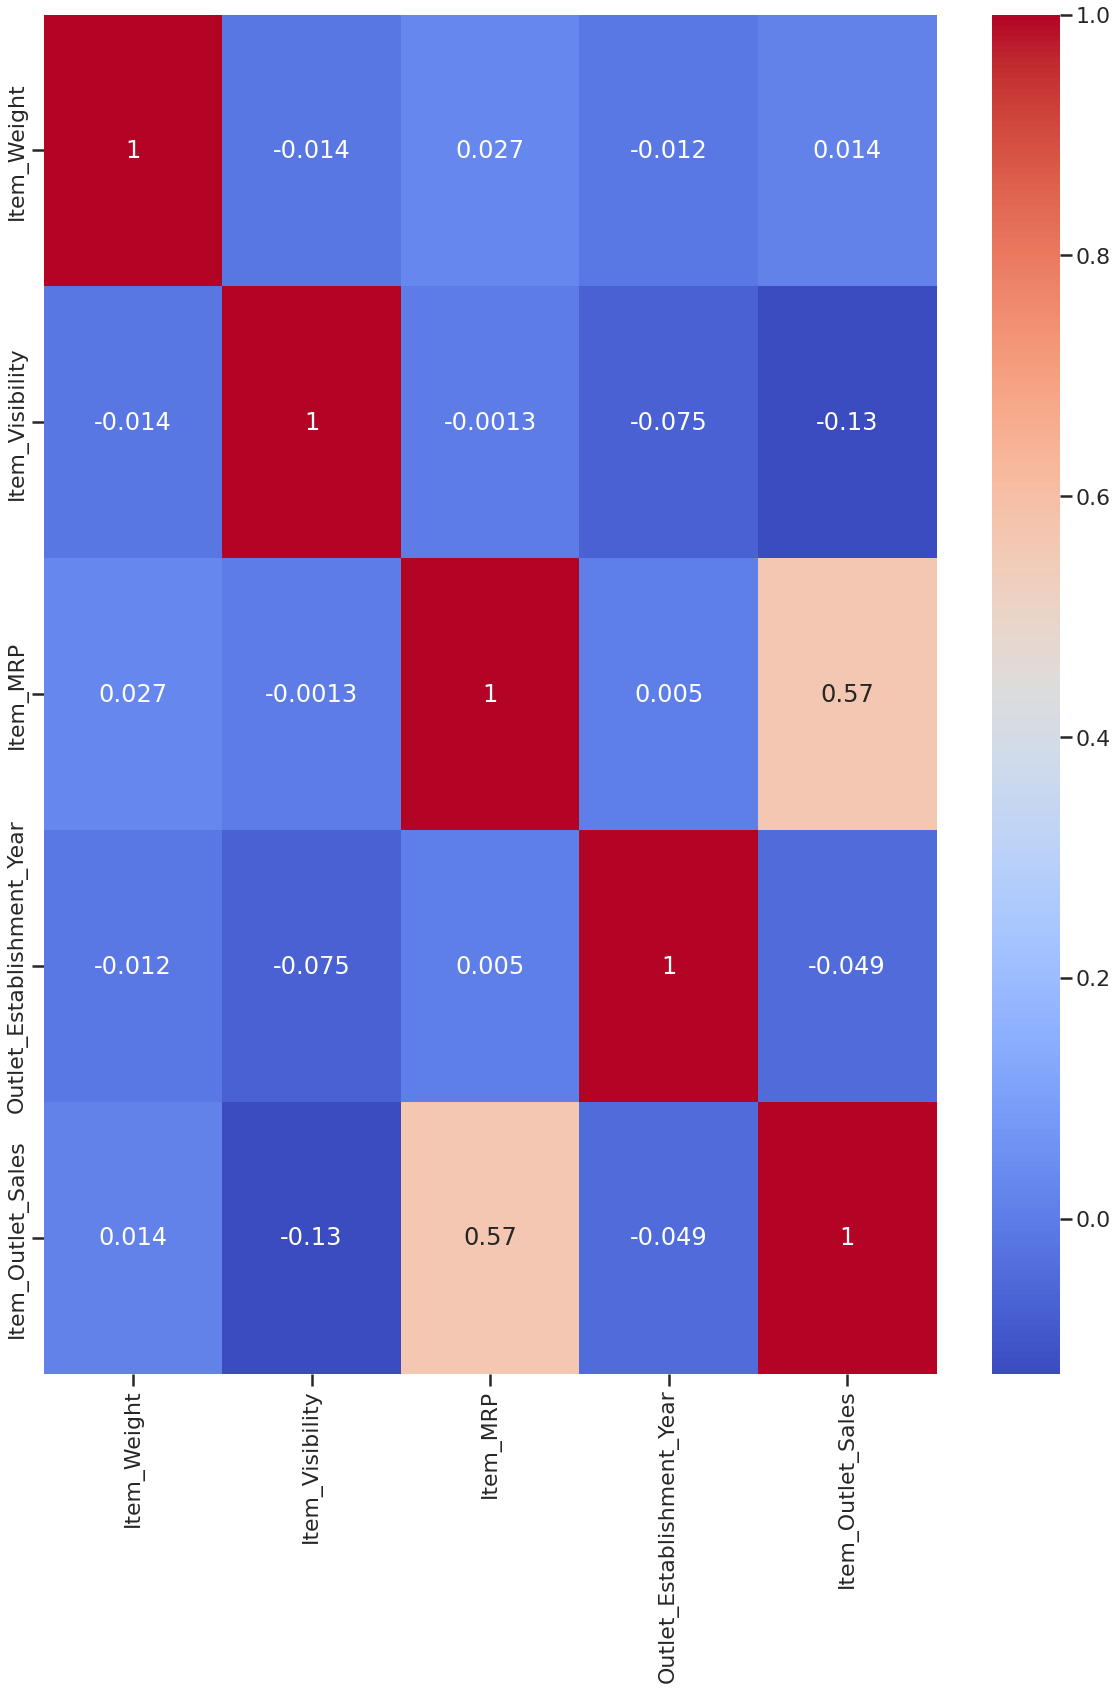 Item_Weight
1 -0.014 0.027 -0.012 0.014
Item_Visibility
-0.014 1 -0.0013 -0.075 -0.13
Item_MRP
0.027 -0.0013 1 0.005 0.57
Outlet_Establishment_Year
-0.012 -0.075 0.005 1 -0.049
Item_Outlet_Sales
0.014 -0.13 0.57 -0.049 1
Item_Weight
Item_Visibility
Item_MRP
Outlet_Establishment_Year
Item_Outlet_Sales
1.0
0.8
0.6
0.4
0.2
0.0